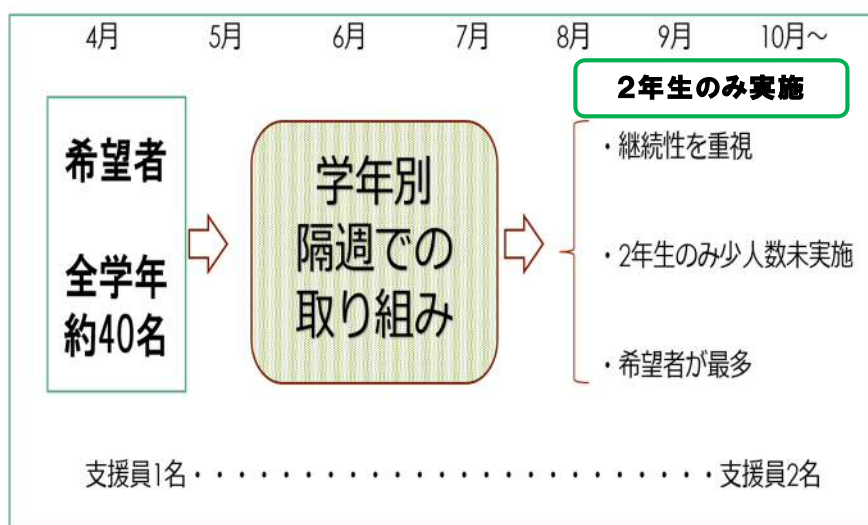 4月 5月 6月 7月 8月 9月 10月～
2年生のみ実施
希望者
全学年
約40名
学年別
隔週での
取り組み
・継続性を重視
・2年生のみ少人数未実施
・希望者が最多
支援員1名・・・・・・・・・・・・・・・・・・・・・・・・・・・・支援員2名